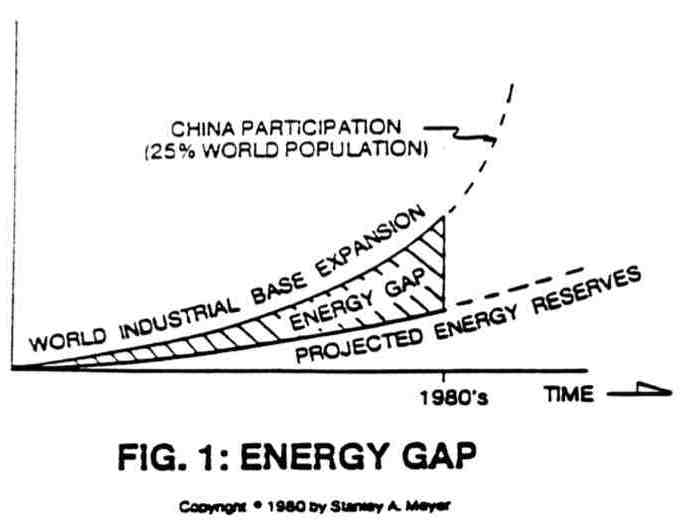 CHINA PARTICIPATION
(25% WORLD POPULATION)
WORLD INDUSTRIAL BASE EXPANSION
ENERGY GAP
PROJECTED ENERGY RESERVES
1980's
TIME
FIG. 1: ENERGY GAP
Copyright © 1980 by Stanley A. Meyer